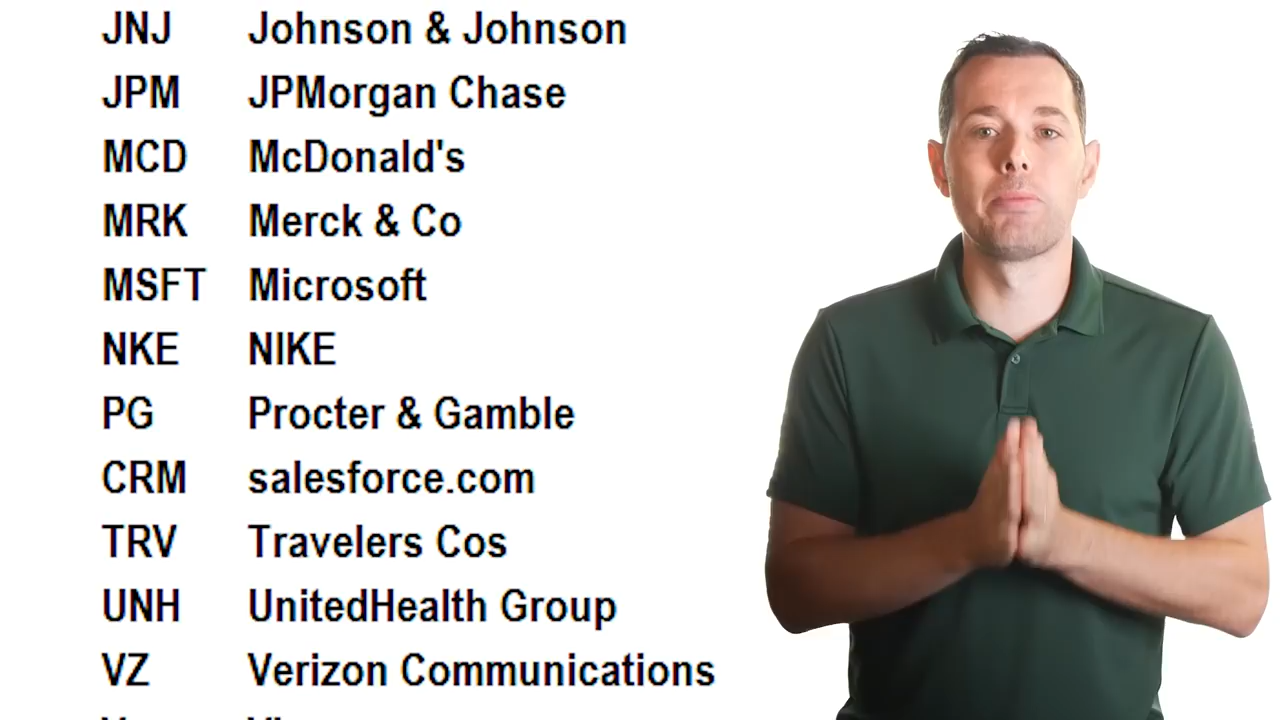 JNJ Johnson & Johnson
JPM JPMorgan Chase
MCD McDonald's
MRK Merck & Co
MSFT Microsoft
NKE NIKE
PG Procter & Gamble
CRM salesforce.com
TRV Travelers Cos
UNH UnitedHealth Group
VZ Verizon Communications